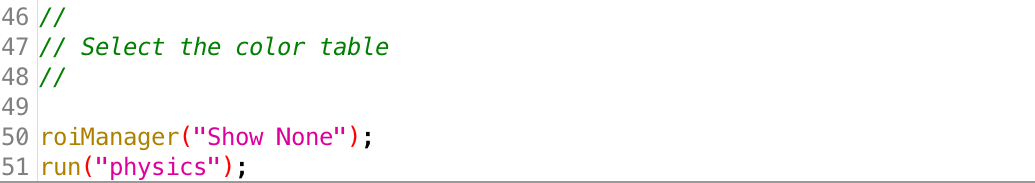 46 //
47 // Select the color table
48 //
49
50 roiManager("Show None");
51 run("physics");